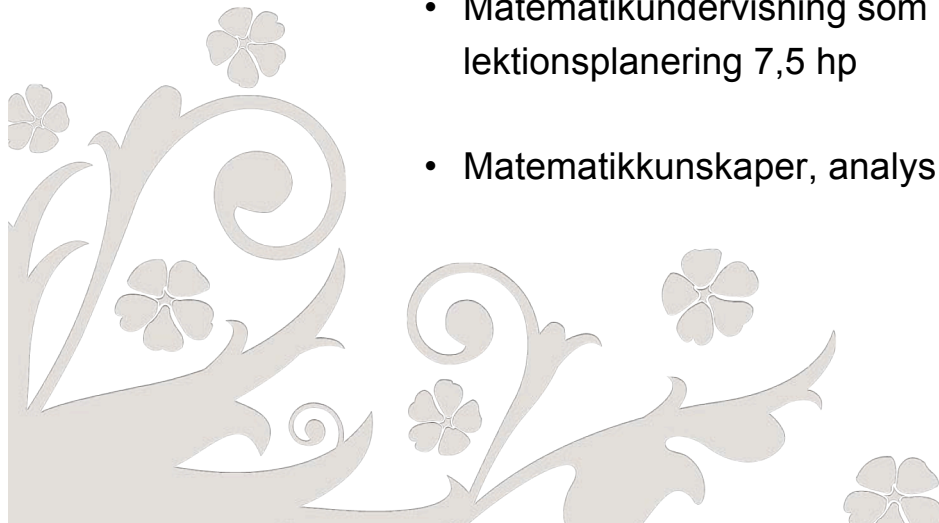 • Matematikundervisning som
lektionsplanering 7,5 hp
• Matematikkunskaper, analys